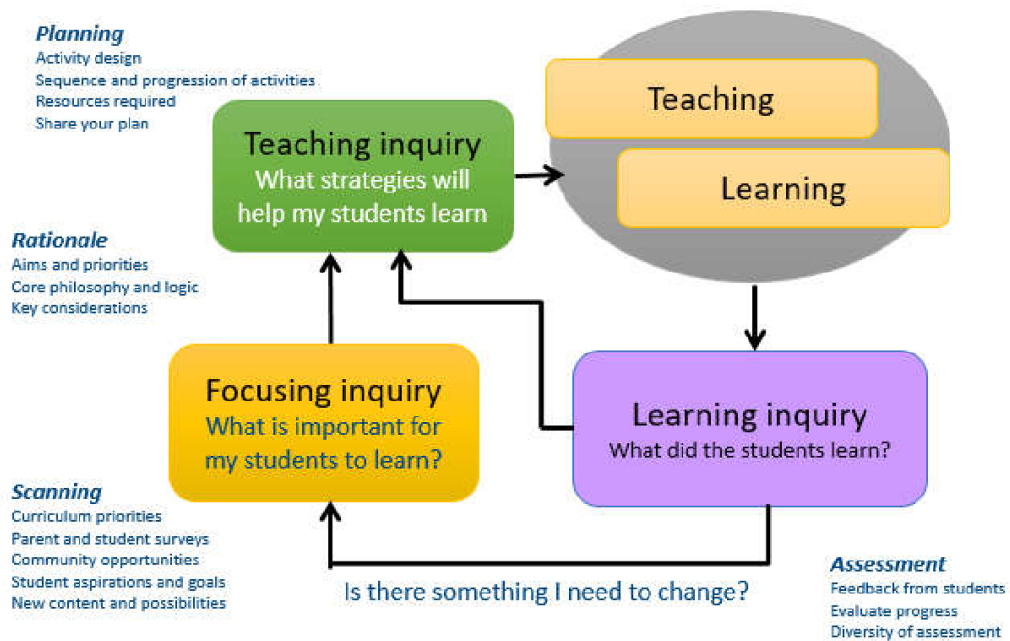 Planning
Activity design
Sequence and progression of activities
Resources required
Share your plan
Teaching inquiry
What strategies will
help my students learn
Teaching
Learning
Rationale
Aims and priorities
Core philosophy and logic
Key considerations
Focusing inquiry
What is important for
my students to learn?
Learning inquiry
What did the students learn?
Scanning
Curriculum priorities
Parent and student surveys
Community opportunities
Student aspirations and goals
New content and possibilities
Is there something I need to change?
Assessment
Feedback from students
Evaluate progress
Diversity of assessment